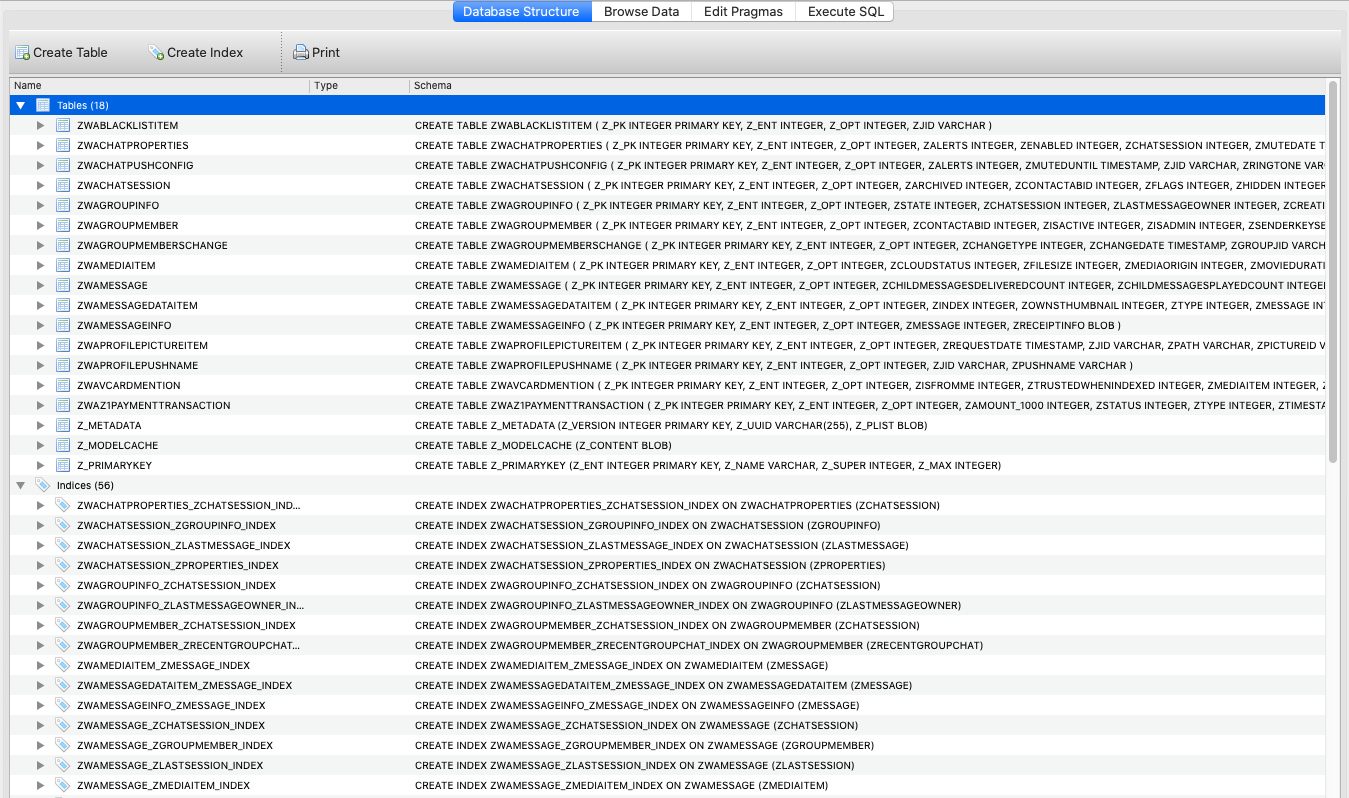 Database Structure Browse Data Edit Pragmas Execute SQL
Create Table Create Index Print
Name Type Schema
Tables (18)
ZWABLACKLISTITEM CREATE TABLE ZWABLACKLISTITEM ( Z_PK INTEGER PRIMARY KEY, Z_ENT INTEGER, Z_OPT INTEGER, ZJID VARCHAR )
ZWACHATPROPERTIES CREATE TABLE ZWACHATPROPERTIES ( Z_PK INTEGER PRIMARY KEY, Z_ENT INTEGER, Z_OPT INTEGER, ZALERTS INTEGER, ZENABLED INTEGER, ZCHATSESSION INTEGER, ZMUTEDATE T
ZWACHATPUSHCONFIG CREATE TABLE ZWACHATPUSHCONFIG ( Z_PK INTEGER PRIMARY KEY, Z_ENT INTEGER, Z_OPT INTEGER, ZALERTS INTEGER, ZMUTEDUNTIL TIMESTAMP, ZJID VARCHAR, ZRINGTONE VAR
ZWACHATSESSION CREATE TABLE ZWACHATSESSION ( Z_PK INTEGER PRIMARY KEY, Z_ENT INTEGER, Z_OPT INTEGER, ZARCHIVED INTEGER, ZCONTACTABID INTEGER, ZFLAGS INTEGER, ZHIDDEN INTEGER
ZWAGROUPINFO CREATE TABLE ZWAGROUPINFO ( Z_PK INTEGER PRIMARY KEY, Z_ENT INTEGER, Z_OPT INTEGER, ZSTATE INTEGER, ZCHATSESSION INTEGER, ZLASTMESSAGEOWNER INTEGER, ZCREATI
ZWAGROUPMEMBER CREATE TABLE ZWAGROUPMEMBER ( Z_PK INTEGER PRIMARY KEY, Z_ENT INTEGER, Z_OPT INTEGER, ZCONTACTABID INTEGER, ZISACTIVE INTEGER, ZISADMIN INTEGER, ZSENDERKEYSE
ZWAGROUPMEMBERSCHANGE CREATE TABLE ZWAGROUPMEMBERSCHANGE ( Z_PK INTEGER PRIMARY KEY, Z_ENT INTEGER, Z_OPT INTEGER, ZCHANGETYPE INTEGER, ZCHANGEDATE TIMESTAMP, ZGROUPJID VARCH
ZWAMEDIAITEM CREATE TABLE ZWAMEDIAITEM ( Z_PK INTEGER PRIMARY KEY, Z_ENT INTEGER, Z_OPT INTEGER, ZCLOUDSTATUS INTEGER, ZFILESIZE INTEGER, ZMEDIAORIGIN INTEGER, ZMOVIEDURATI
ZWAMESSAGE CREATE TABLE ZWAMESSAGE ( Z_PK INTEGER PRIMARY KEY, Z_ENT INTEGER, Z_OPT INTEGER, ZCHILDMESSAGESDELIVEREDCOUNT INTEGER, ZCHILDMESSAGESPLAYEDCOUNT INTEGE
ZWAMESSAGEDATAITEM CREATE TABLE ZWAMESSAGEDATAITEM ( Z_PK INTEGER PRIMARY KEY, Z_ENT INTEGER, Z_OPT INTEGER, ZINDEX INTEGER, ZOWNSTHUMBNAIL INTEGER, ZTYPE INTEGER, ZMESSAGE IN
ZWAMESSAGEINFO CREATE TABLE ZWAMESSAGEINFO ( Z_PK INTEGER PRIMARY KEY, Z_ENT INTEGER, Z_OPT INTEGER, ZMESSAGE INTEGER, ZRECEIPTINFO BLOB )
ZWAPROFILEPICTUREITEM CREATE TABLE ZWAPROFILEPICTUREITEM ( Z_PK INTEGER PRIMARY KEY, Z_ENT INTEGER, Z_OPT INTEGER, ZREQUESTDATE TIMESTAMP, ZJID VARCHAR, ZPATH VARCHAR, ZPICTUREID V
ZWAPROFILEPUSHNAME CREATE TABLE ZWAPROFILEPUSHNAME ( Z_PK INTEGER PRIMARY KEY, Z_ENT INTEGER, Z_OPT INTEGER, ZJID VARCHAR, ZPUSHNAME VARCHAR )
ZWAVCARDMENTION CREATE TABLE ZWAVCARDMENTION ( Z_PK INTEGER PRIMARY KEY, Z_ENT INTEGER, Z_OPT INTEGER, ZISFROMME INTEGER, ZTRUSTEDWHENINDEXED INTEGER, ZMEDIAITEM INTEGER, Z
ZWAZ1PAYMENTTRANSACTION CREATE TABLE ZWAZ1PAYMENTTRANSACTION ( Z_PK INTEGER PRIMARY KEY, Z_ENT INTEGER, Z_OPT INTEGER, ZAMOUNT_1000 INTEGER, ZSTATUS INTEGER, ZTYPE INTEGER, ZTIMESTA
Z_METADATA CREATE TABLE Z_METADATA (Z_VERSION INTEGER PRIMARY KEY, Z_UUID VARCHAR(255), Z_PLIST BLOB)
Z_MODELCACHE CREATE TABLE Z_MODELCACHE (Z_CONTENT BLOB)
Z_PRIMARYKEY CREATE TABLE Z_PRIMARYKEY (Z_ENT INTEGER PRIMARY KEY, Z_NAME VARCHAR, Z_SUPER INTEGER, Z_MAX INTEGER)
Indices (56)
ZWACHATPROPERTIES_ZCHATSESSION_IND... CREATE INDEX ZWACHATPROPERTIES_ZCHATSESSION_INDEX ON ZWACHATPROPERTIES (ZCHATSESSION)
ZWACHATSESSION_ZGROUPINFO_INDEX CREATE INDEX ZWACHATSESSION_ZGROUPINFO_INDEX ON ZWACHATSESSION (ZGROUPINFO)
ZWACHATSESSION_ZLASTMESSAGE_INDEX CREATE INDEX ZWACHATSESSION_ZLASTMESSAGE_INDEX ON ZWACHATSESSION (ZLASTMESSAGE)
ZWACHATSESSION_ZPROPERTIES_INDEX CREATE INDEX ZWACHATSESSION_ZPROPERTIES_INDEX ON ZWACHATSESSION (ZPROPERTIES)
ZWAGROUPINFO_ZCHATSESSION_INDEX CREATE INDEX ZWAGROUPINFO_ZCHATSESSION_INDEX ON ZWAGROUPINFO (ZCHATSESSION)
ZWAGROUPINFO_ZLASTMESSAGEOWNER_IN... CREATE INDEX ZWAGROUPINFO_ZLASTMESSAGEOWNER_INDEX ON ZWAGROUPINFO (ZLASTMESSAGEOWNER)
ZWAGROUPMEMBER_ZCHATSESSION_INDEX CREATE INDEX ZWAGROUPMEMBER_ZCHATSESSION_INDEX ON ZWAGROUPMEMBER (ZCHATSESSION)
ZWAGROUPMEMBER_ZRECENTGROUPCHAT... CREATE INDEX ZWAGROUPMEMBER_ZRECENTGROUPCHAT_INDEX ON ZWAGROUPMEMBER (ZRECENTGROUPCHAT)
ZWAMEDIAITEM_ZMESSAGE_INDEX CREATE INDEX ZWAMEDIAITEM_ZMESSAGE_INDEX ON ZWAMEDIAITEM (ZMESSAGE)
ZWAMESSAGEDATAITEM_ZMESSAGE_INDEX CREATE INDEX ZWAMESSAGEDATAITEM_ZMESSAGE_INDEX ON ZWAMESSAGEDATAITEM (ZMESSAGE)
ZWAMESSAGEINFO_ZMESSAGE_INDEX CREATE INDEX ZWAMESSAGEINFO_ZMESSAGE_INDEX ON ZWAMESSAGEINFO (ZMESSAGE)
ZWAMESSAGE_ZCHATSESSION_INDEX CREATE INDEX ZWAMESSAGE_ZCHATSESSION_INDEX ON ZWAMESSAGE (ZCHATSESSION)
ZWAMESSAGE_ZGROUPMEMBER_INDEX CREATE INDEX ZWAMESSAGE_ZGROUPMEMBER_INDEX ON ZWAMESSAGE (ZGROUPMEMBER)
ZWAMESSAGE_ZLASTSESSION_INDEX CREATE INDEX ZWAMESSAGE_ZLASTSESSION_INDEX ON ZWAMESSAGE (ZLASTSESSION)
ZWAMESSAGE_ZMEDIAITEM_INDEX CREATE INDEX ZWAMESSAGE_ZMEDIAITEM_INDEX ON ZWAMESSAGE (ZMEDIAITEM)